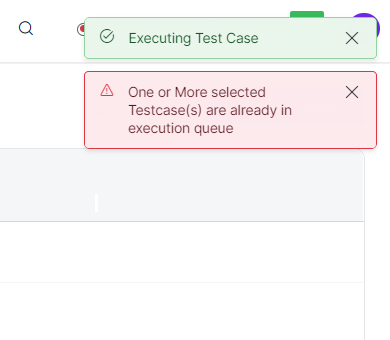 Executing Test Case
One or More selected
Testcase(s) are already in
execution queue